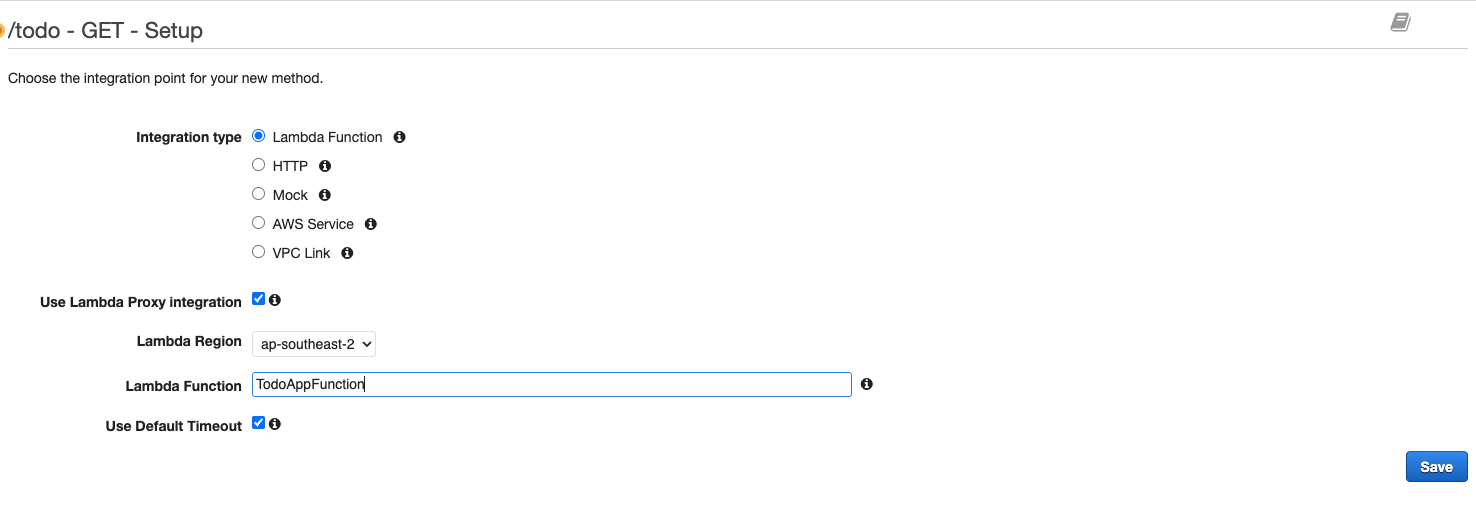 /todo - GET - Setup
Choose the integration point for your new method.
Integration type Lambda Function
HTTP
Mock
AWS Service
VPC Link
Use Lambda Proxy integration
Lambda Region ap-southeast-2
Lambda Function TodoAppFunction
Use Default Timeout
Save